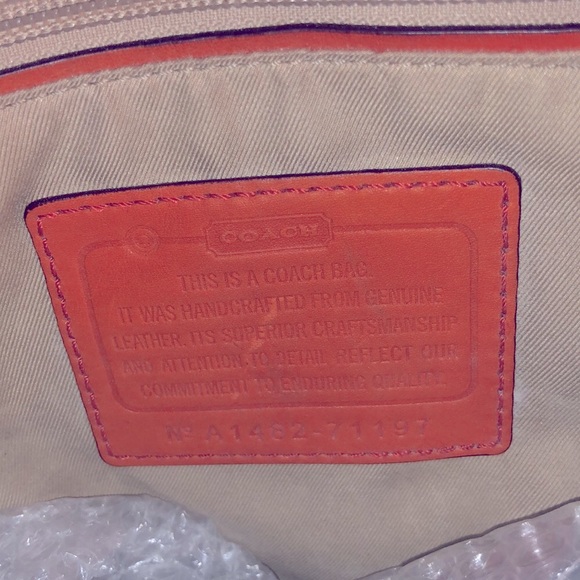 COACH
THIS IS A COACH BAG.
IT WAS HANDCRAFTED FROM GENUINE
LEATHER. ITS SUPERIOR CRAFTSMANSHIP
AND ATTENTION TO DETAIL REFLECT OUR
COMMITMENT TO ENDURING QUALITY.
Nº A1462-71197